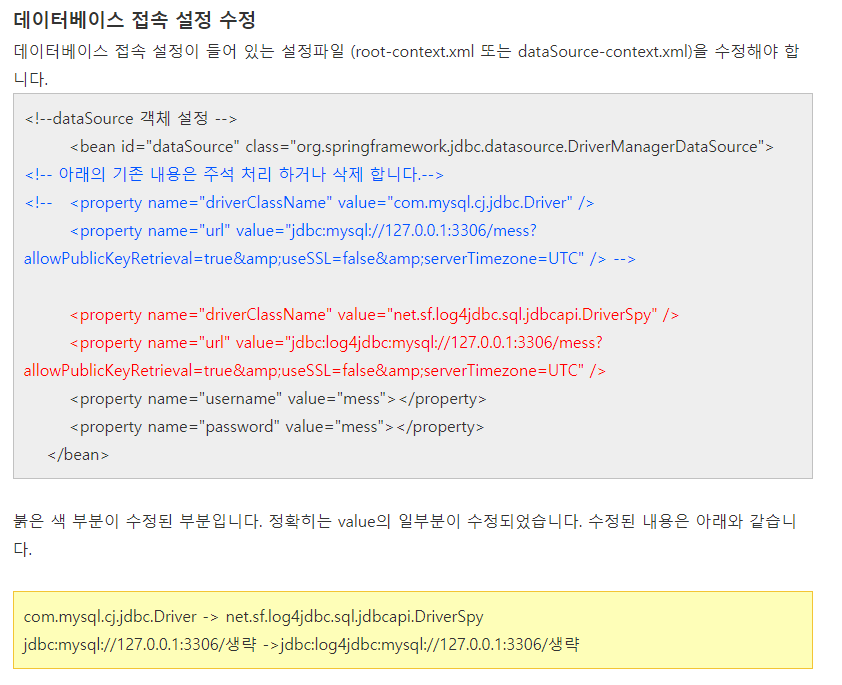 데이터베이스 접속 설정 수정
데이터베이스 접속 설정이 들어 있는 설정파일 (root-context.xml 또는 dataSource-context.xml)을 수정해야 합
니다.
<!--dataSource 객체 설정 -->
<bean id="dataSource" class="org.springframework.jdbc.datasource.DriverManagerDataSource">
<!-- 아래의 기존 내용은 주석 처리 하거나 삭제 합니다.-->
<!-- <property name="driverClassName" value="com.mysql.cj.jdbc.Driver" />
<property name="url" value="jdbc:mysql://127.0.0.1:3306/mess?
allowPublicKeyRetrieval=true&amp;useSSL=false&amp;serverTimezone=UTC" /> -->
<property name="driverClassName" value="net.sf.log4jdbc.sql.jdbcapi.DriverSpy" />
<property name="url" value="jdbc:log4jdbc:mysql://127.0.0.1:3306/mess?
allowPublicKeyRetrieval=true&amp;useSSL=false&amp;serverTimezone=UTC" />
<property name="username" value="mess"></property>
<property name="password" value="mess"></property>
</bean>
붉은 색 부분이 수정된 부분입니다. 정확히는 value의 일부분이 수정되었습니다. 수정된 내용은 아래와 같습니
다.
com.mysql.cj.jdbc.Driver -> net.sf.log4jdbc.sql.jdbcapi.DriverSpy
jdbc:mysql://127.0.0.1:3306/생략 ->jdbc:log4jdbc:mysql://127.0.0.1:3306/생략